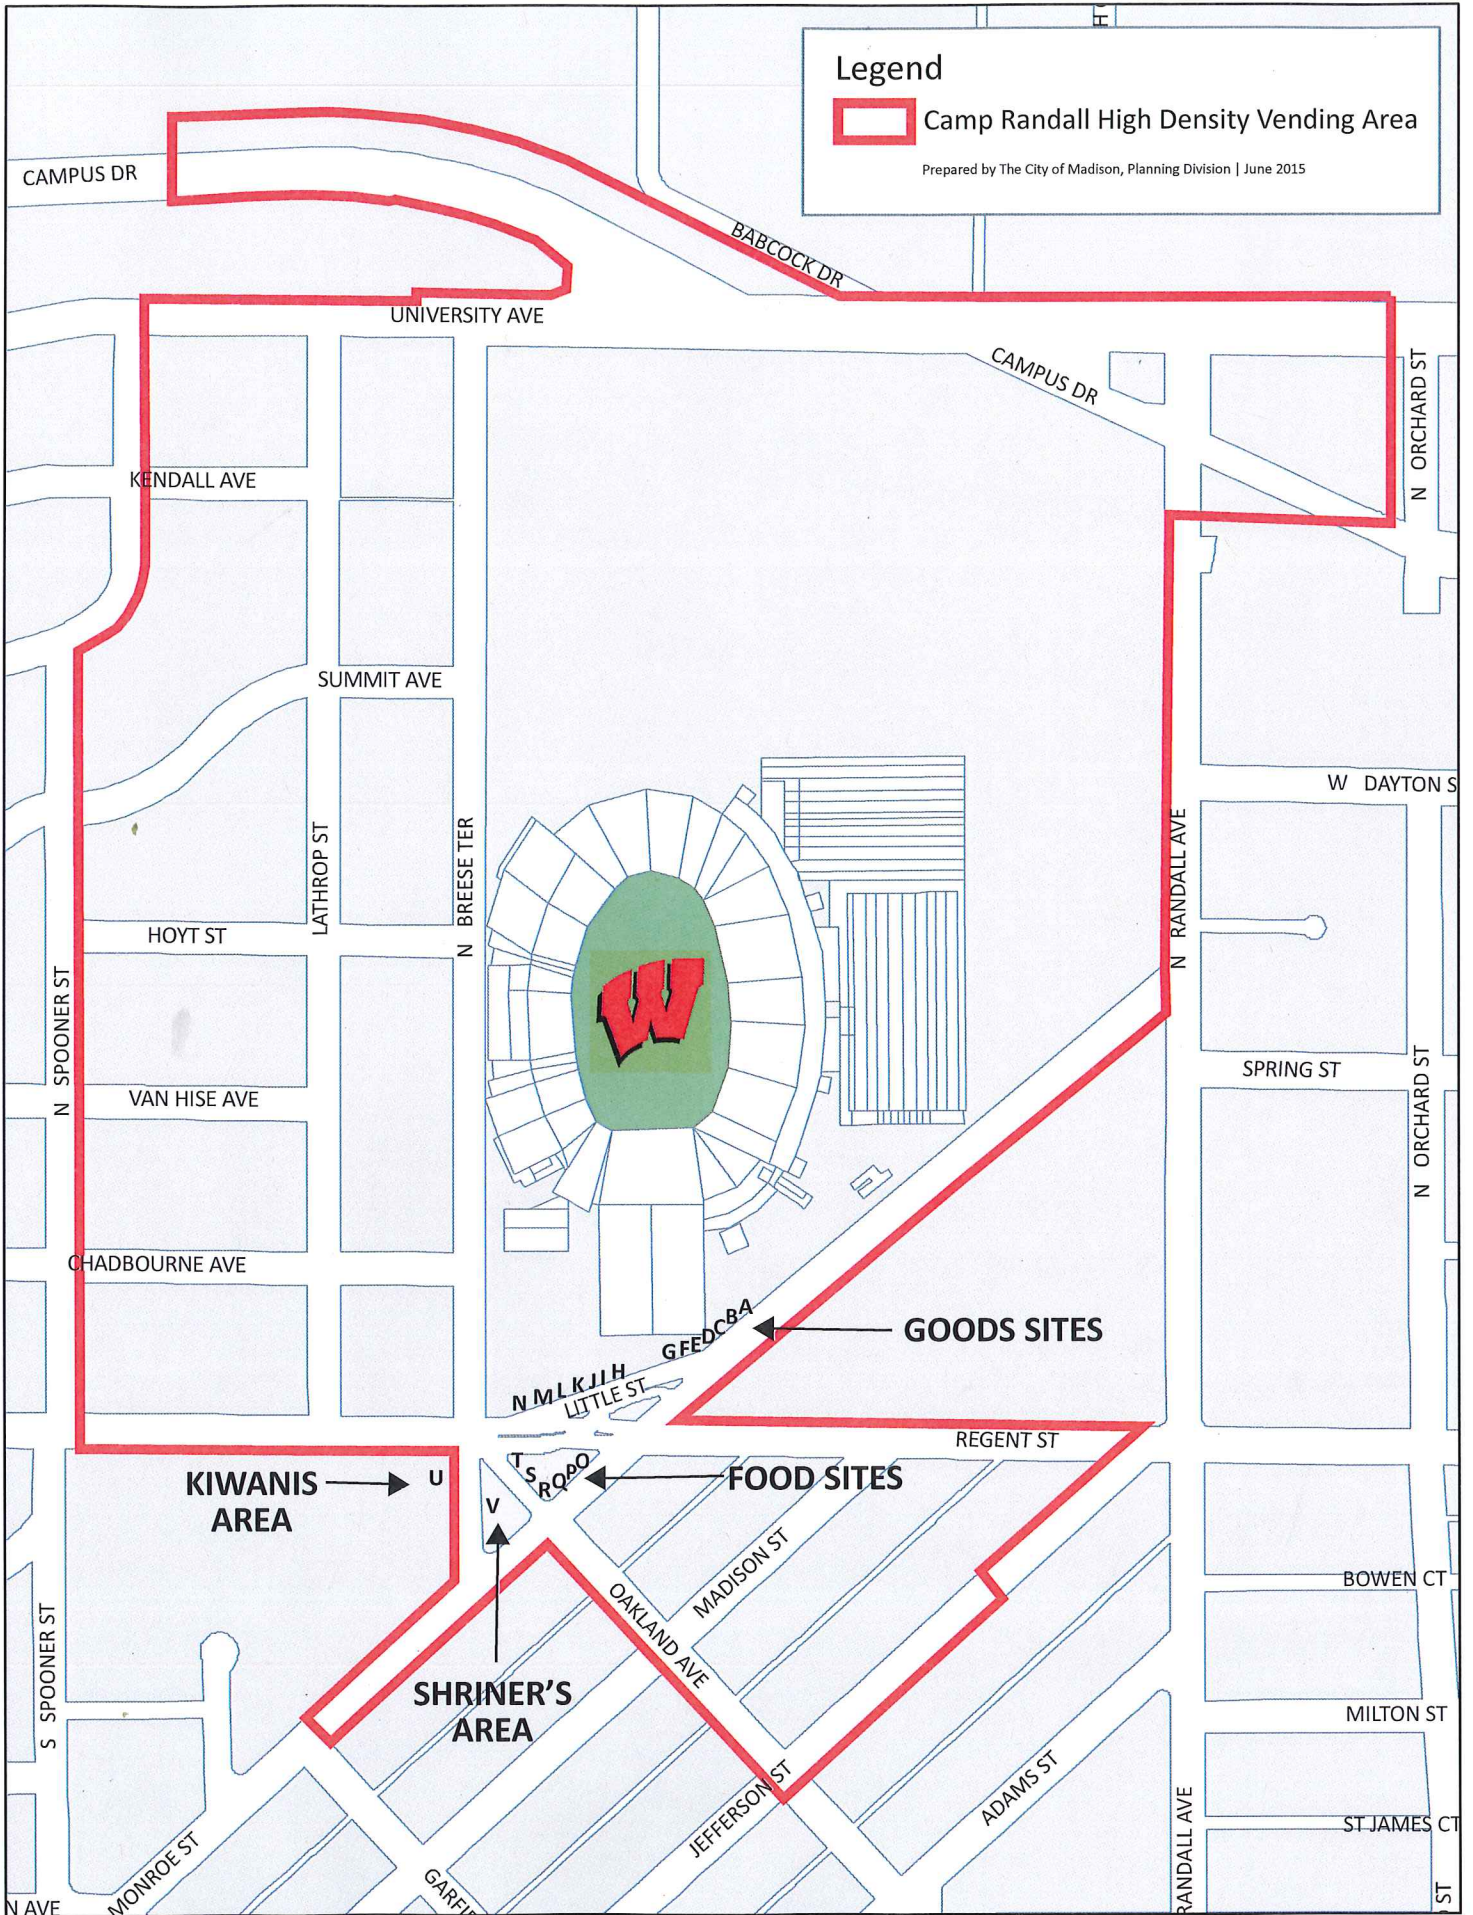 H
Legend
Camp Randall High Density Vending Area
Prepared by The City of Madison, Planning Division | June 2015
CAMPUS DR
BABCOCK DR
UNIVERSITY AVE
CAMPUS DR
N ORCHARD ST
KENDALL AVE
SUMMIT AVE
W DAYTON S
LATHROP ST
N BREESE TER
N RANDALL AVE
HOYT ST
W
N SPOONER ST
SPRING ST
VAN HISE AVE
N ORCHARD ST
CHADBOURNE AVE
A
B
C
D
E
F
G
GOODS SITES
H
I
J
K
L
M
N
LITTLE ST
REGENT ST
T
S
R
Q
P
O
FOOD SITES
KIWANIS
AREA
U
V
MADISON ST
BOWEN CT
OAKLAND AVE
S SPOONER ST
SHRINER'S
AREA
MILTON ST
JEFFERSON ST
ADAMS ST
RANDALL AVE
ST JAMES CT
MONROE ST
GARFI
N AVE
ST